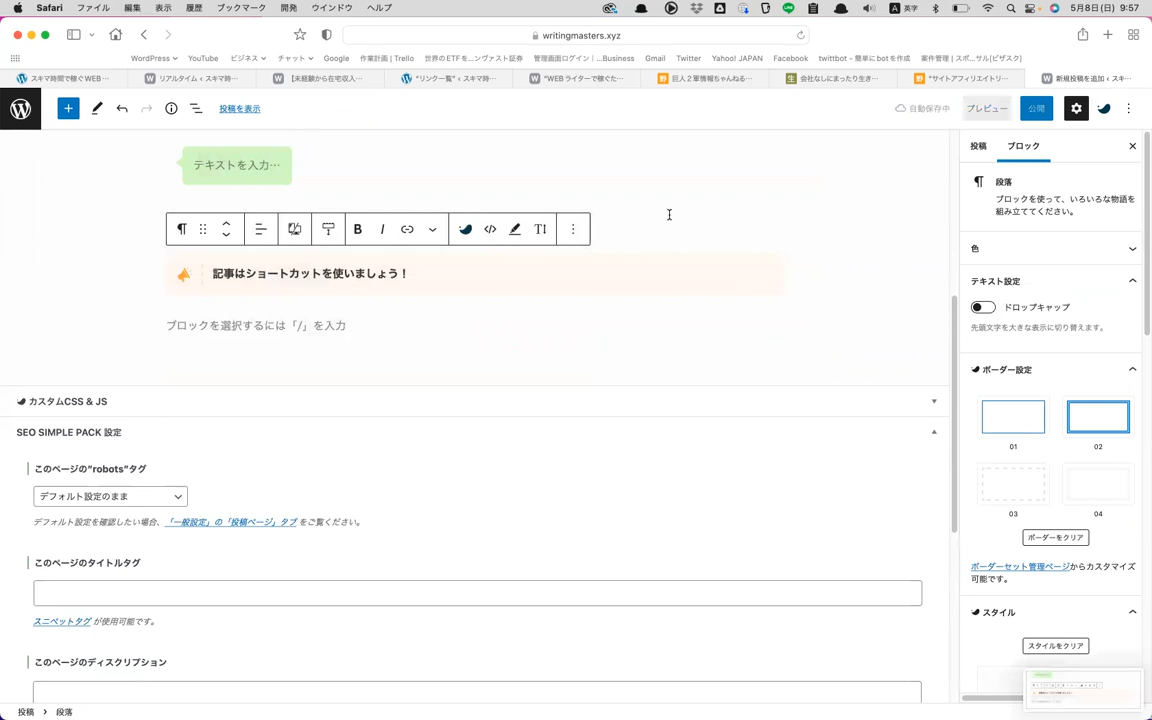 Safari ファイル 編集 表示 履歴 ブックマーク 開発 ウインドウ ヘルプ A 英字 5月8日(日) 9:57
writingmasters.xyz
WordPress YouTube ビジネス チャット Google 作業計画 | Trello 世界のETFを...ンヴァスト証券 管理画面ログイン | ...Business Gmail Twitter Yahoo! JAPAN Facebook twittbot - 簡単に bot を作成 案件管理 | スポ...サル[ビザスク]
スキマ時間で稼ぐWEB… リアルタイム ‹ スキマ時… 【未経験から在宅収入… "リンク一覧" ‹ スキマ時… "WEB ライターで稼ぐた… 巨人2軍情報ちゃんねる… 会社なしにまったり生き… "サイトアフィリエイトリ… 新規投稿を追加 ‹ スキ…
投稿を表示 自動保存中 プレビュー 公開
テキストを入力…
B I TI
記事はショートカットを使いましょう！
ブロックを選択するには「/」を入力
カスタムCSS & JS
SEO SIMPLE PACK 設定
このページの"robots"タグ
デフォルト設定のまま
デフォルト設定を確認したい場合、「一般設定」の「投稿ページ」タブ をご覧ください。
このページのタイトルタグ
スニペットタグ が使用可能です。
このページのディスクリプション
投稿 › 段落
投稿 ブロック
段落
ブロックを使って、いろいろな物語を
組み立ててください。
色
テキスト設定
ドロップキャップ
先頭文字を大きな表示に切り替えます。
ボーダー設定
01 02
03 04
ボーダーをクリア
ボーダーセット管理ページからカスタマイズ
可能です。
スタイル
スタイルをクリア